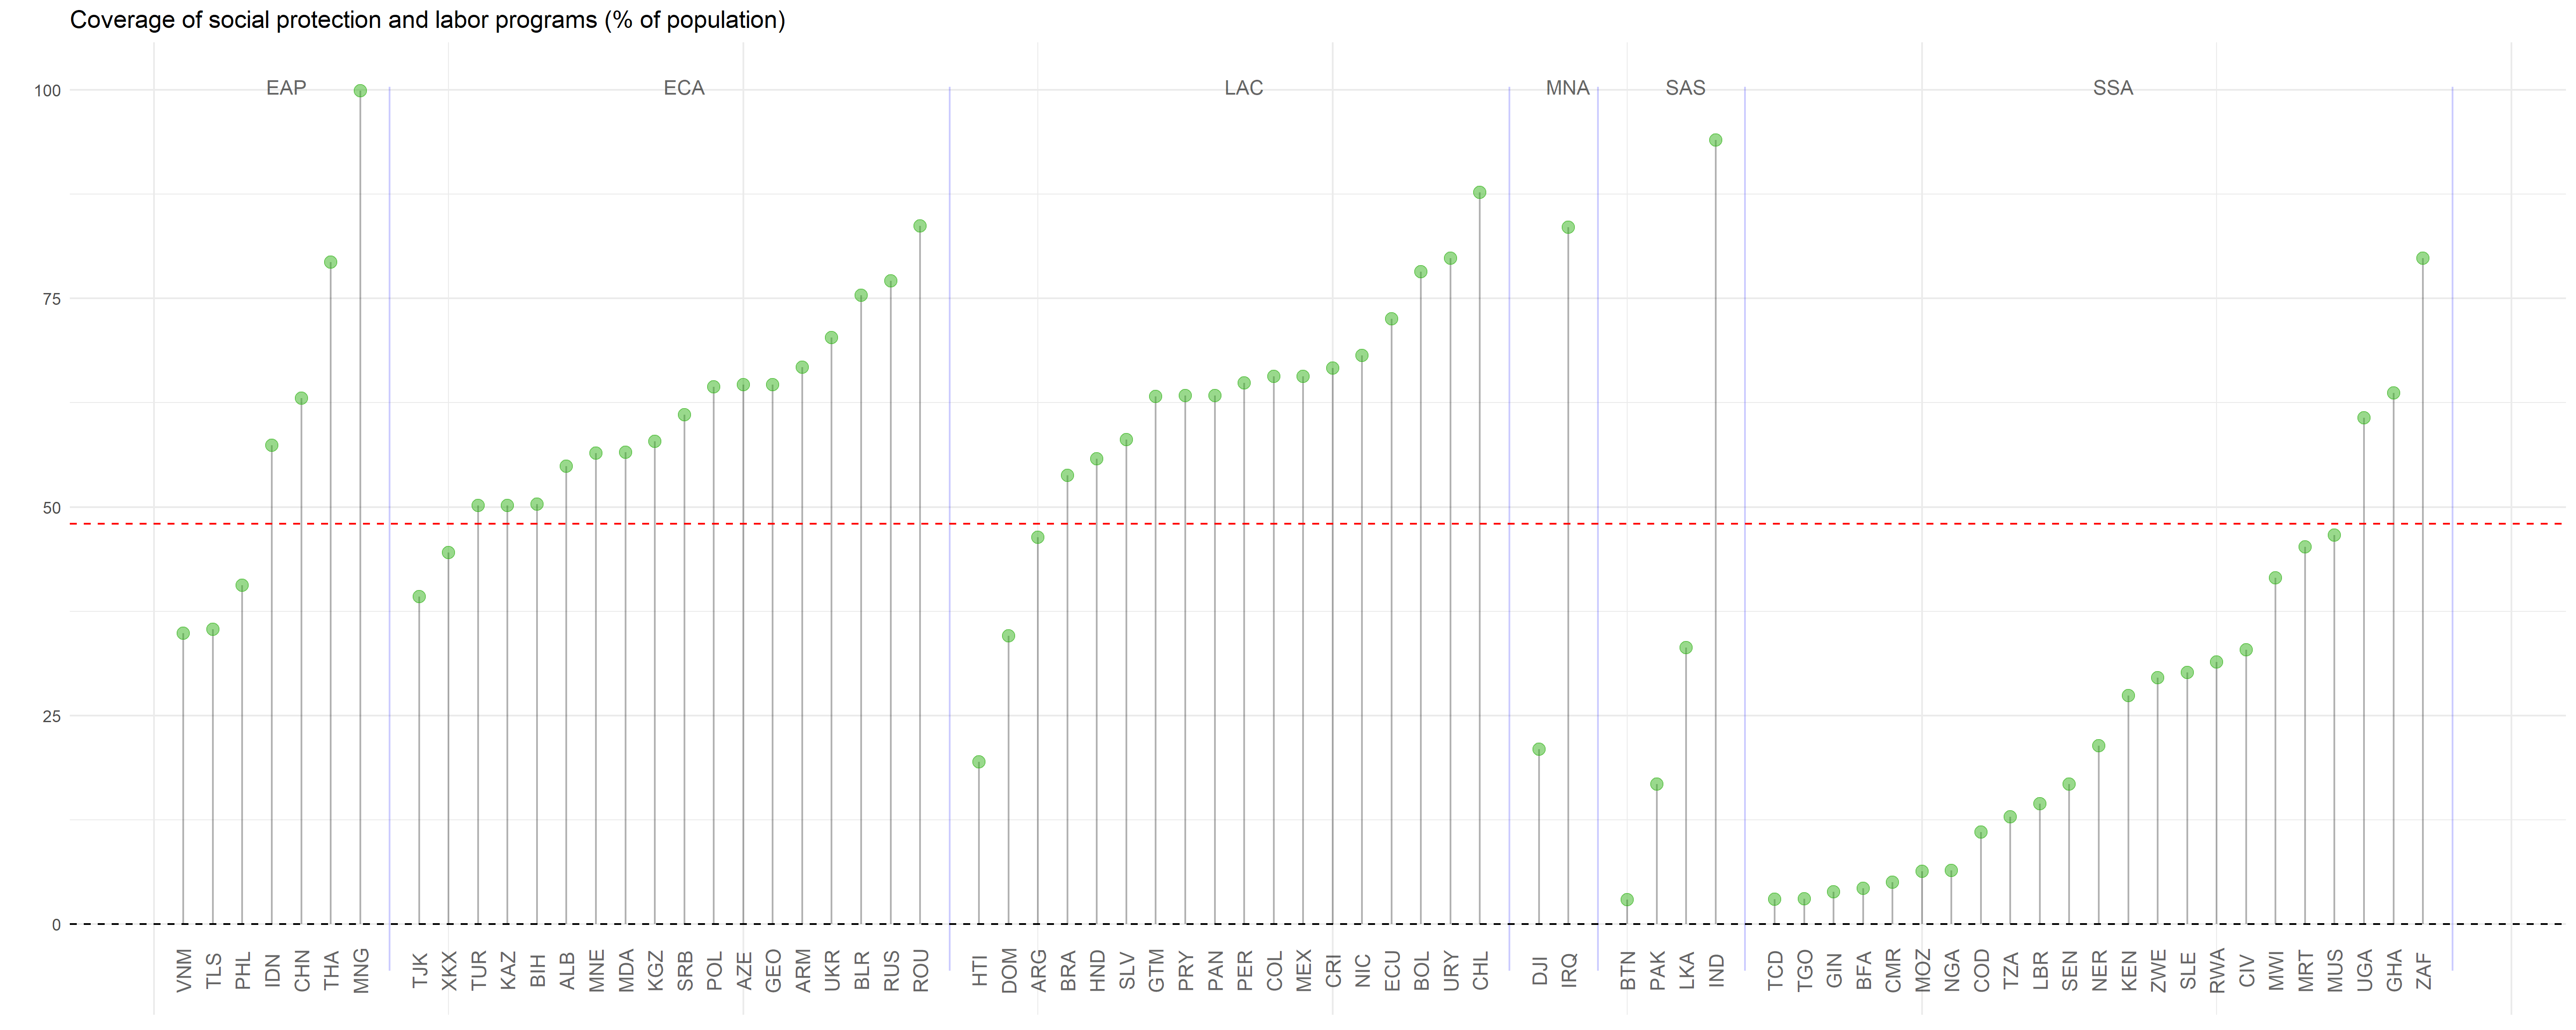 Coverage of social protection and labor programs (% of population)
EAP ECA LAC MNA SAS SSA
100
75
50
25
0
VNM TLS PHL IDN CHN THA MNG TJK XKX TUR KAZ BIH ALB MNE MDA KGZ SRB POL AZE GEO ARM UKR BLR RUS ROU HTI DOM ARG BRA HND SLV GTM PRY PAN PER COL MEX CRI NIC ECU BOL URY CHL DJI IRQ BTN PAK LKA IND TCD TGO GIN BFA CMR MOZ NGA COD TZA LBR SEN NER KEN ZWE SLE RWA CIV MWI MRT MUS UGA GHA ZAF